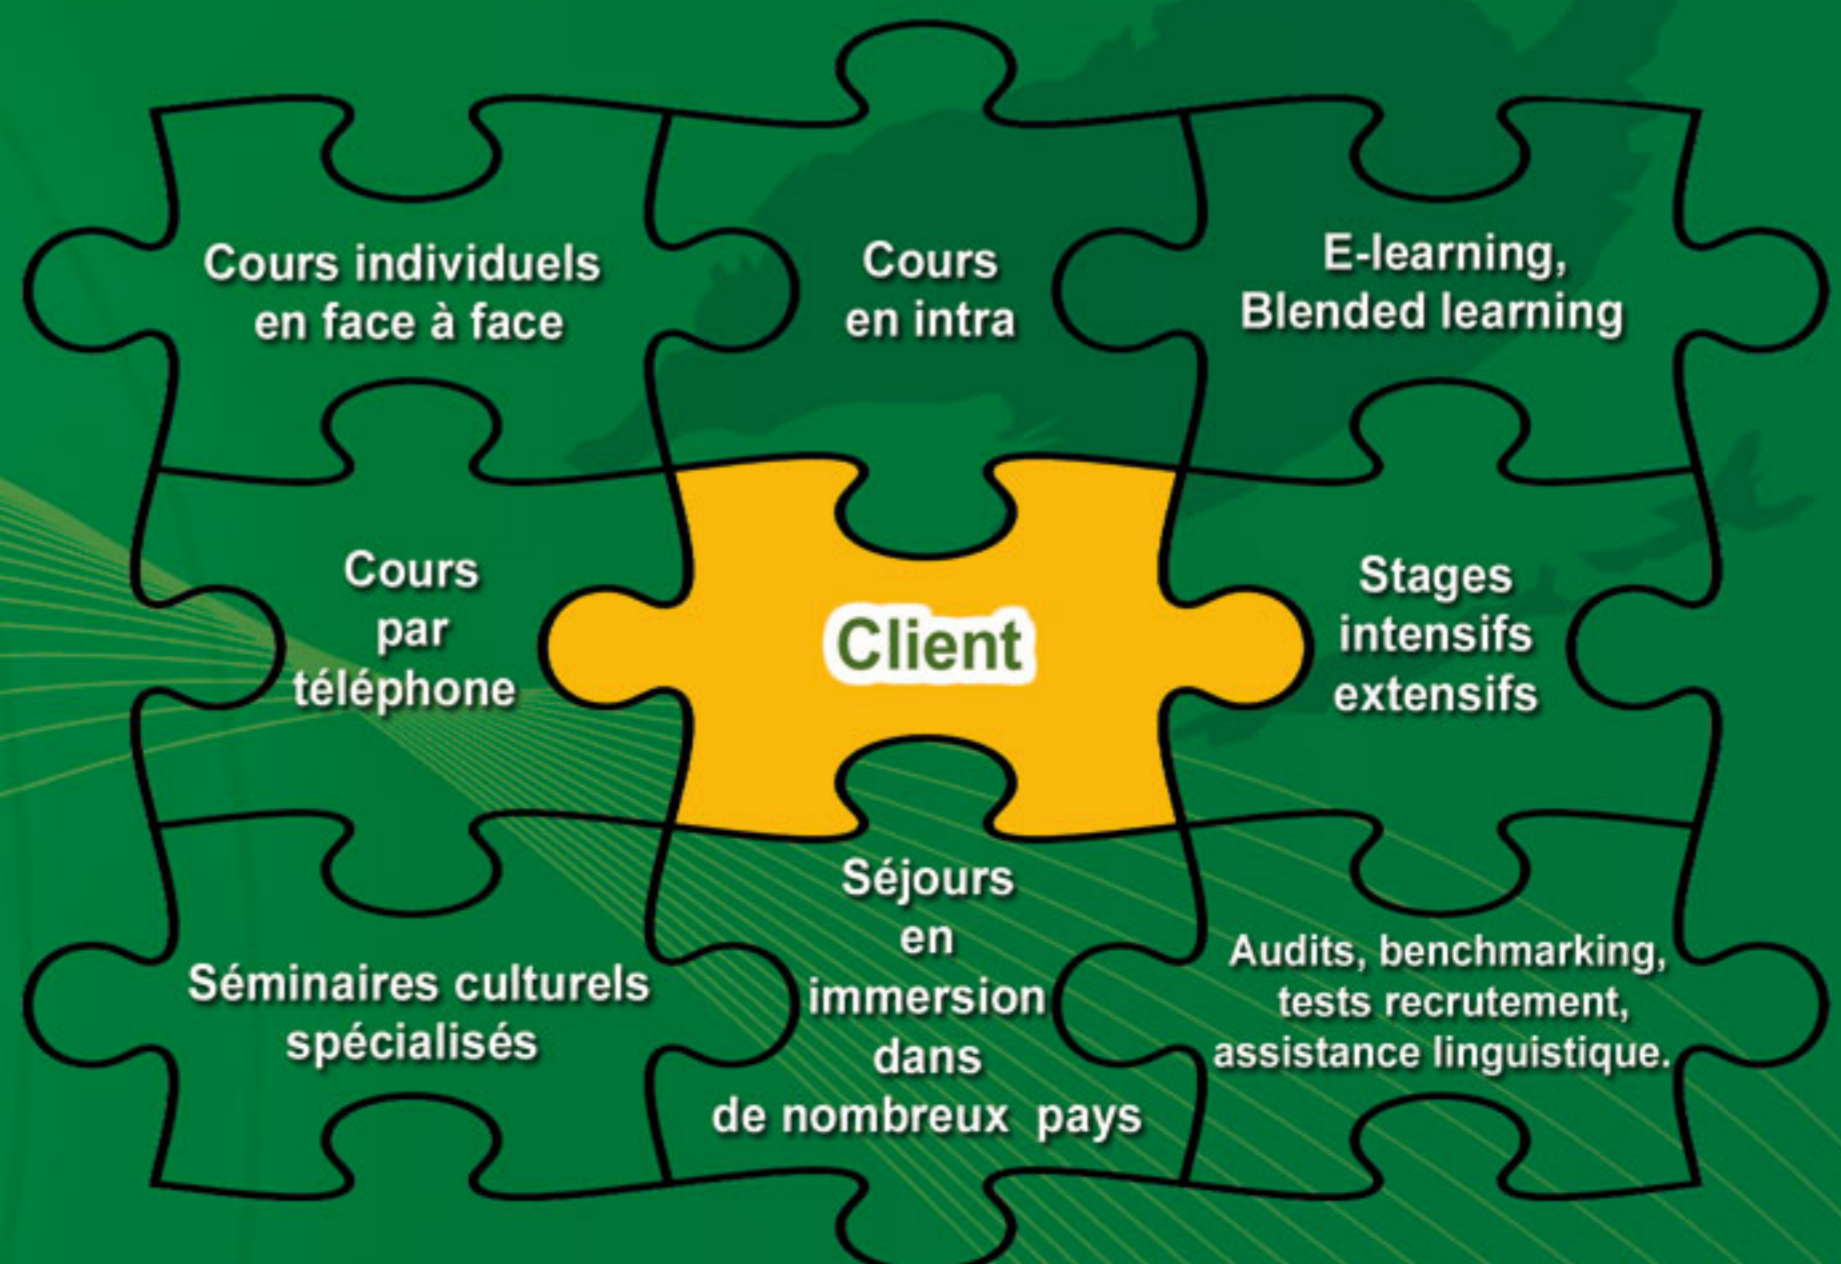 Cours individuels
en face à face
Cours
en intra
E-learning,
Blended learning
Cours
par
téléphone
Client
Stages
intensifs
extensifs
Séminaires culturels
spécialisés
Séjours
en
immersion
dans
de nombreux pays
Audits, benchmarking,
tests recrutement,
assistance linguistique.